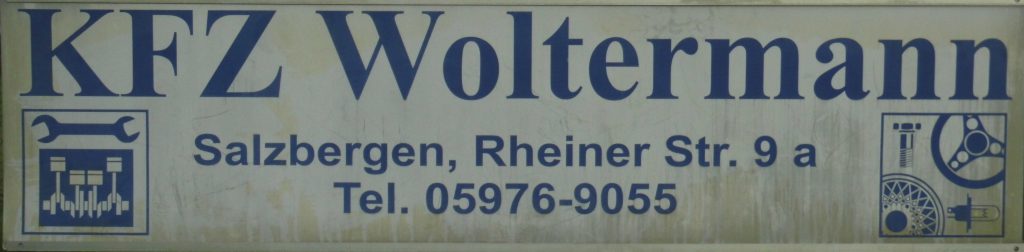 KFZ Woltermann
Salzbergen, Rheiner Str. 9 a
Tel. 05976-9055